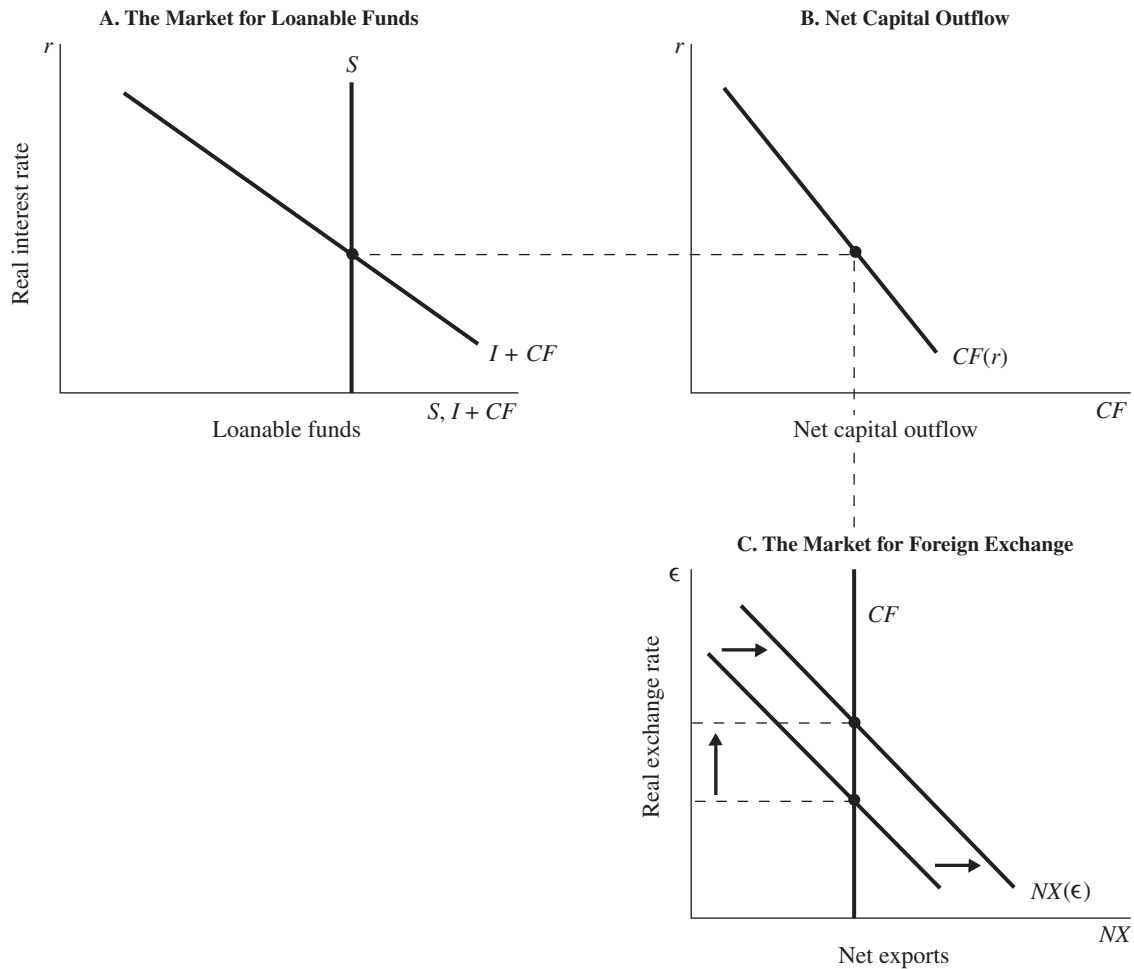 A. The Market for Loanable Funds
r
S
Real interest rate
I + CF
S, I + CF
Loanable funds
B. Net Capital Outflow
r
CF(r)
CF
Net capital outflow
C. The Market for Foreign Exchange
ϵ
CF
Real exchange rate
NX(ϵ)
NX
Net exports